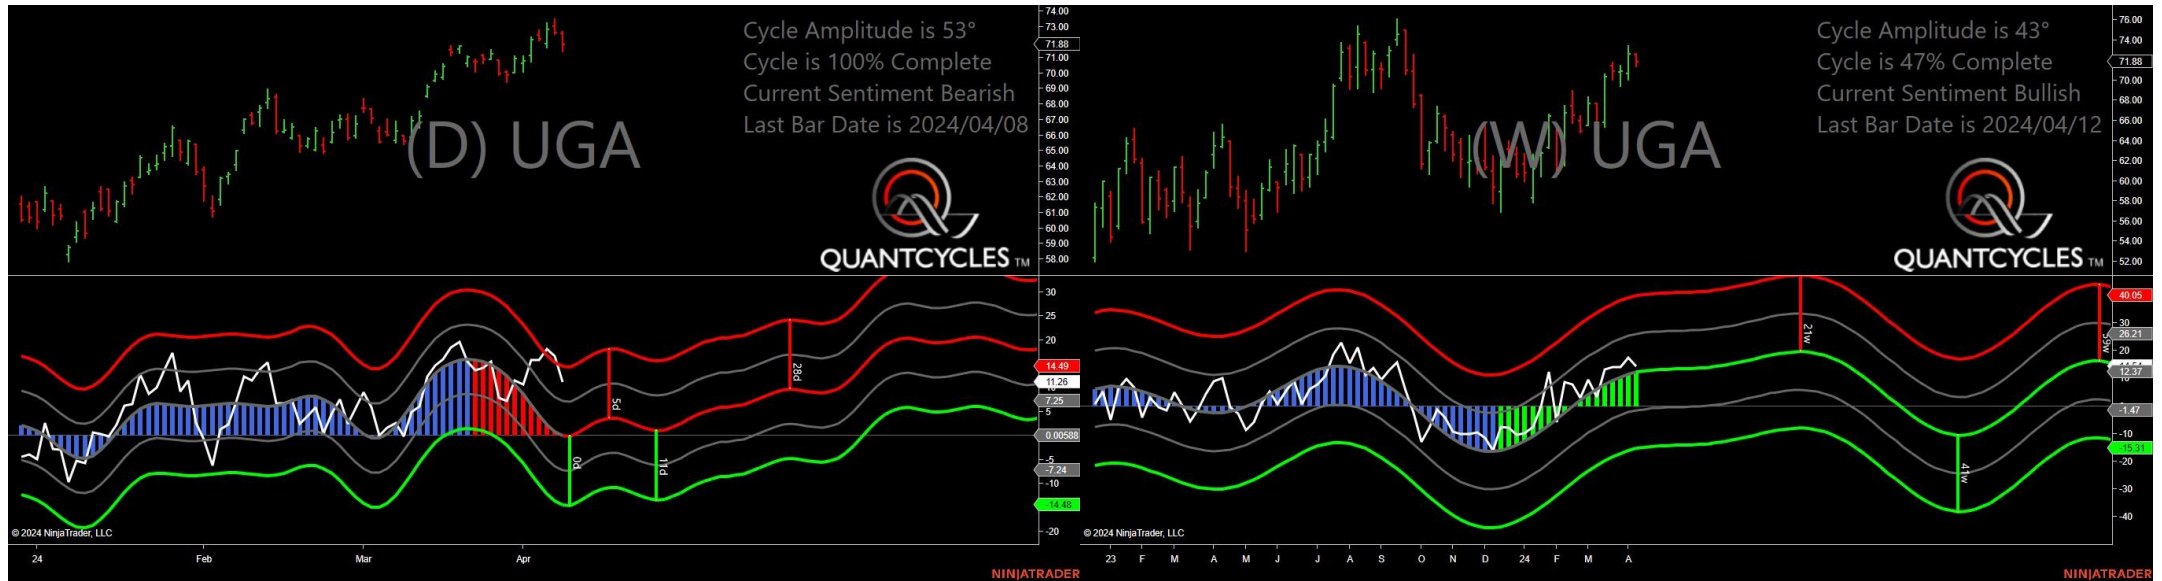 74.00
73.00
71.88
71.00
70.00
69.00
68.00
67.00
66.00
65.00
64.00
63.00
62.00
61.00
60.00
59.00
58.00
Cycle Amplitude is 53°
Cycle is 100% Complete
Current Sentiment Bearish
Last Bar Date is 2024/04/08
(D) UGA
QUANTCYCLES TM
30
25
20
14.49
11.26
7.25
5
0.00588
-5
-7.24
-10
-14.48
-20
5d
28d
0d
11d
© 2024 NinjaTrader, LLC
24 Feb Mar Apr
NINJATRADER
76.00
74.00
71.88
70.00
68.00
66.00
64.00
62.00
60.00
58.00
56.00
54.00
52.00
Cycle Amplitude is 43°
Cycle is 47% Complete
Current Sentiment Bullish
Last Bar Date is 2024/04/12
(W) UGA
QUANTCYCLES TM
40.05
30
26.21
20
12.37
-1.47
-10
-15.31
-20
-30
-40
21w
41w
© 2024 NinjaTrader, LLC
23 F M A M J J A S O N D 24 F M A
NINJATRADER